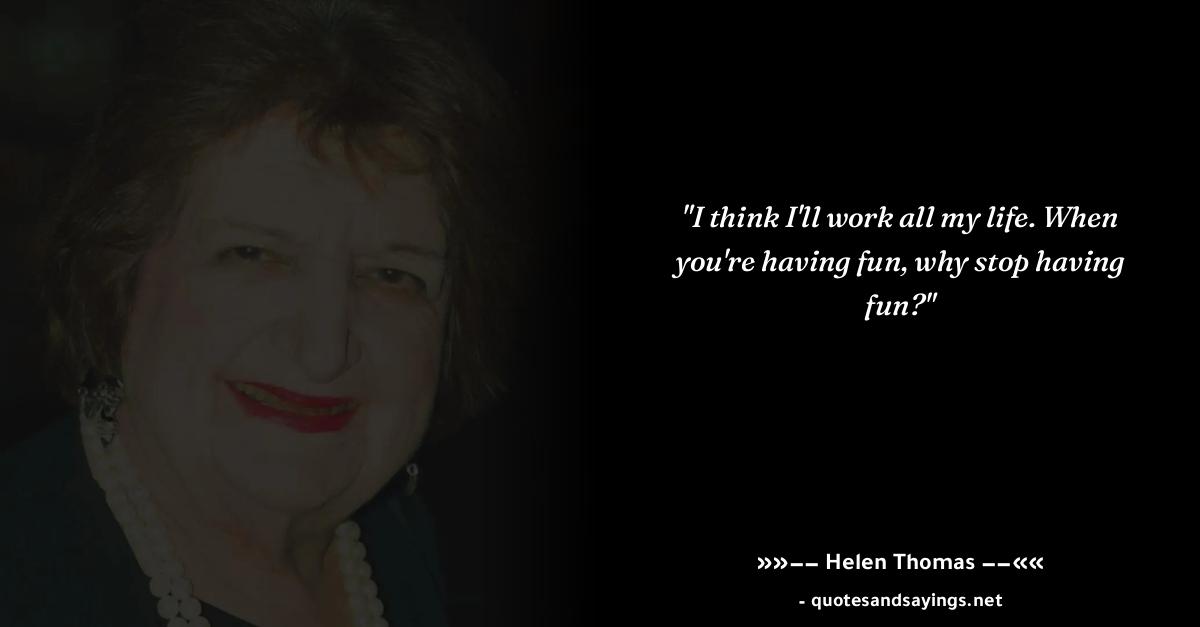 "I think I'll work all my life. When
you're having fun, why stop having
fun?"
»»−− Helen Thomas −−««
- quotesandsayings.net